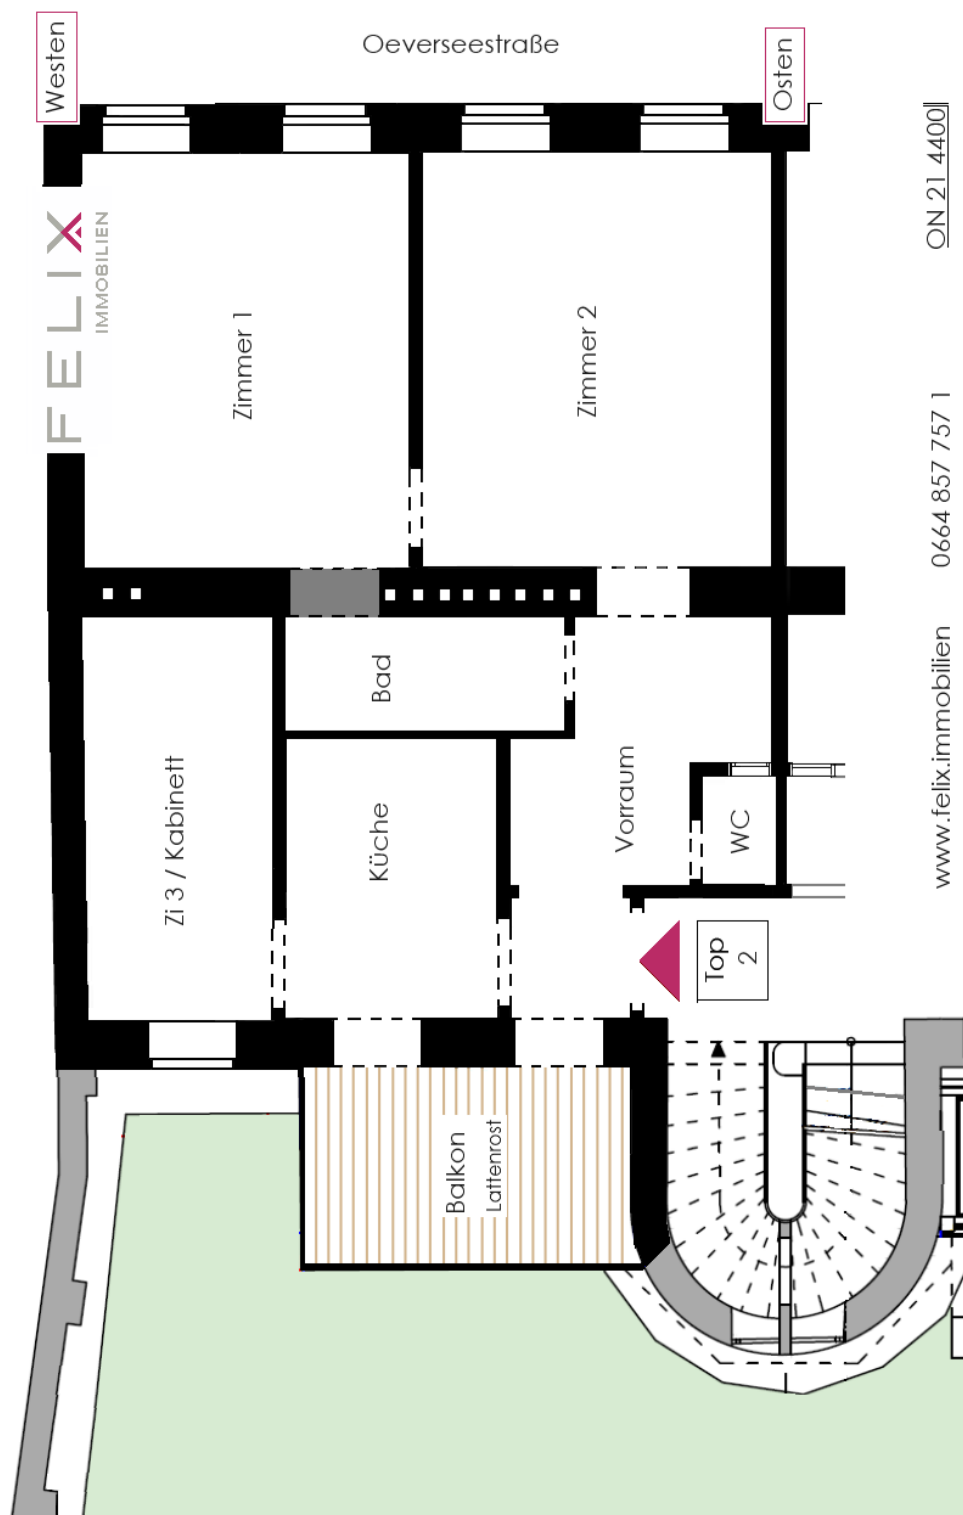 Oeverseestraße
Westen
Osten
FELIX
IMMOBILIEN
Zimmer 1
Zimmer 2
Bad
Zi 3 / Kabinett
Küche
Vorraum
WC
Top
2
Balkon
Lattenrost
www.felix.immobilien
0664 857 757 1
ON 21 4400